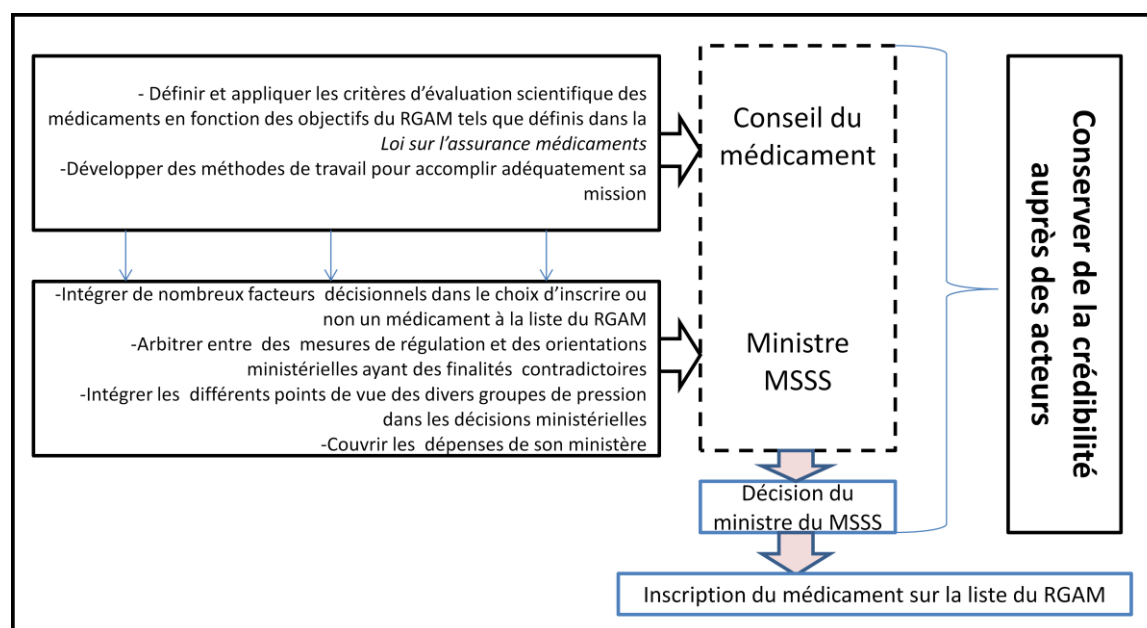 - Définir et appliquer les critères d'évaluation scientifique des
médicaments en fonction des objectifs du RGAM tels que définis dans la
Loi sur l'assurance médicaments
-Développer des méthodes de travail pour accomplir adéquatement sa
mission
-Intégrer de nombreux facteurs décisionnels dans le choix d'inscrire ou
non un médicament à la liste du RGAM
-Arbitrer entre des mesures de régulation et des orientations
ministérielles ayant des finalités contradictoires
-Intégrer les différents points de vue des divers groupes de pression
dans les décisions ministérielles
-Couvrir les dépenses de son ministère
Conseil du
médicament
Ministre
MSSS
Décision du
ministre du MSSS
Inscription du médicament sur la liste du RGAM
Conserver de la crédibilité
auprès des acteurs